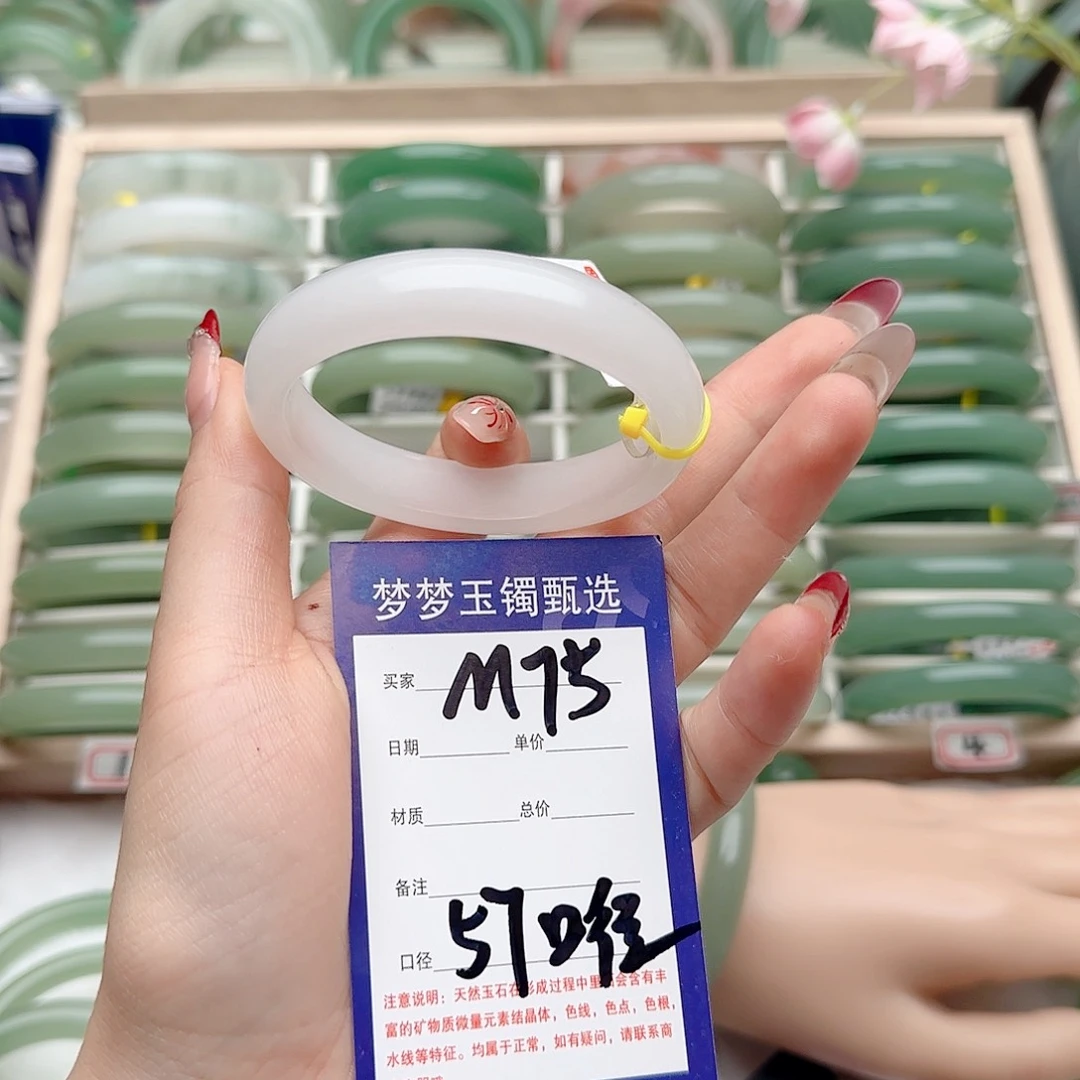 梦梦玉镯甄选
买家 M75
日期 单价
材质 总价
备注
口径 57口径
注意说明:天然玉石在形成过程中里 会含有丰
富的矿物质微量元素结晶体,色线,色点,色根,
水线等特征。均属于正常,如有疑问,请联系商
4